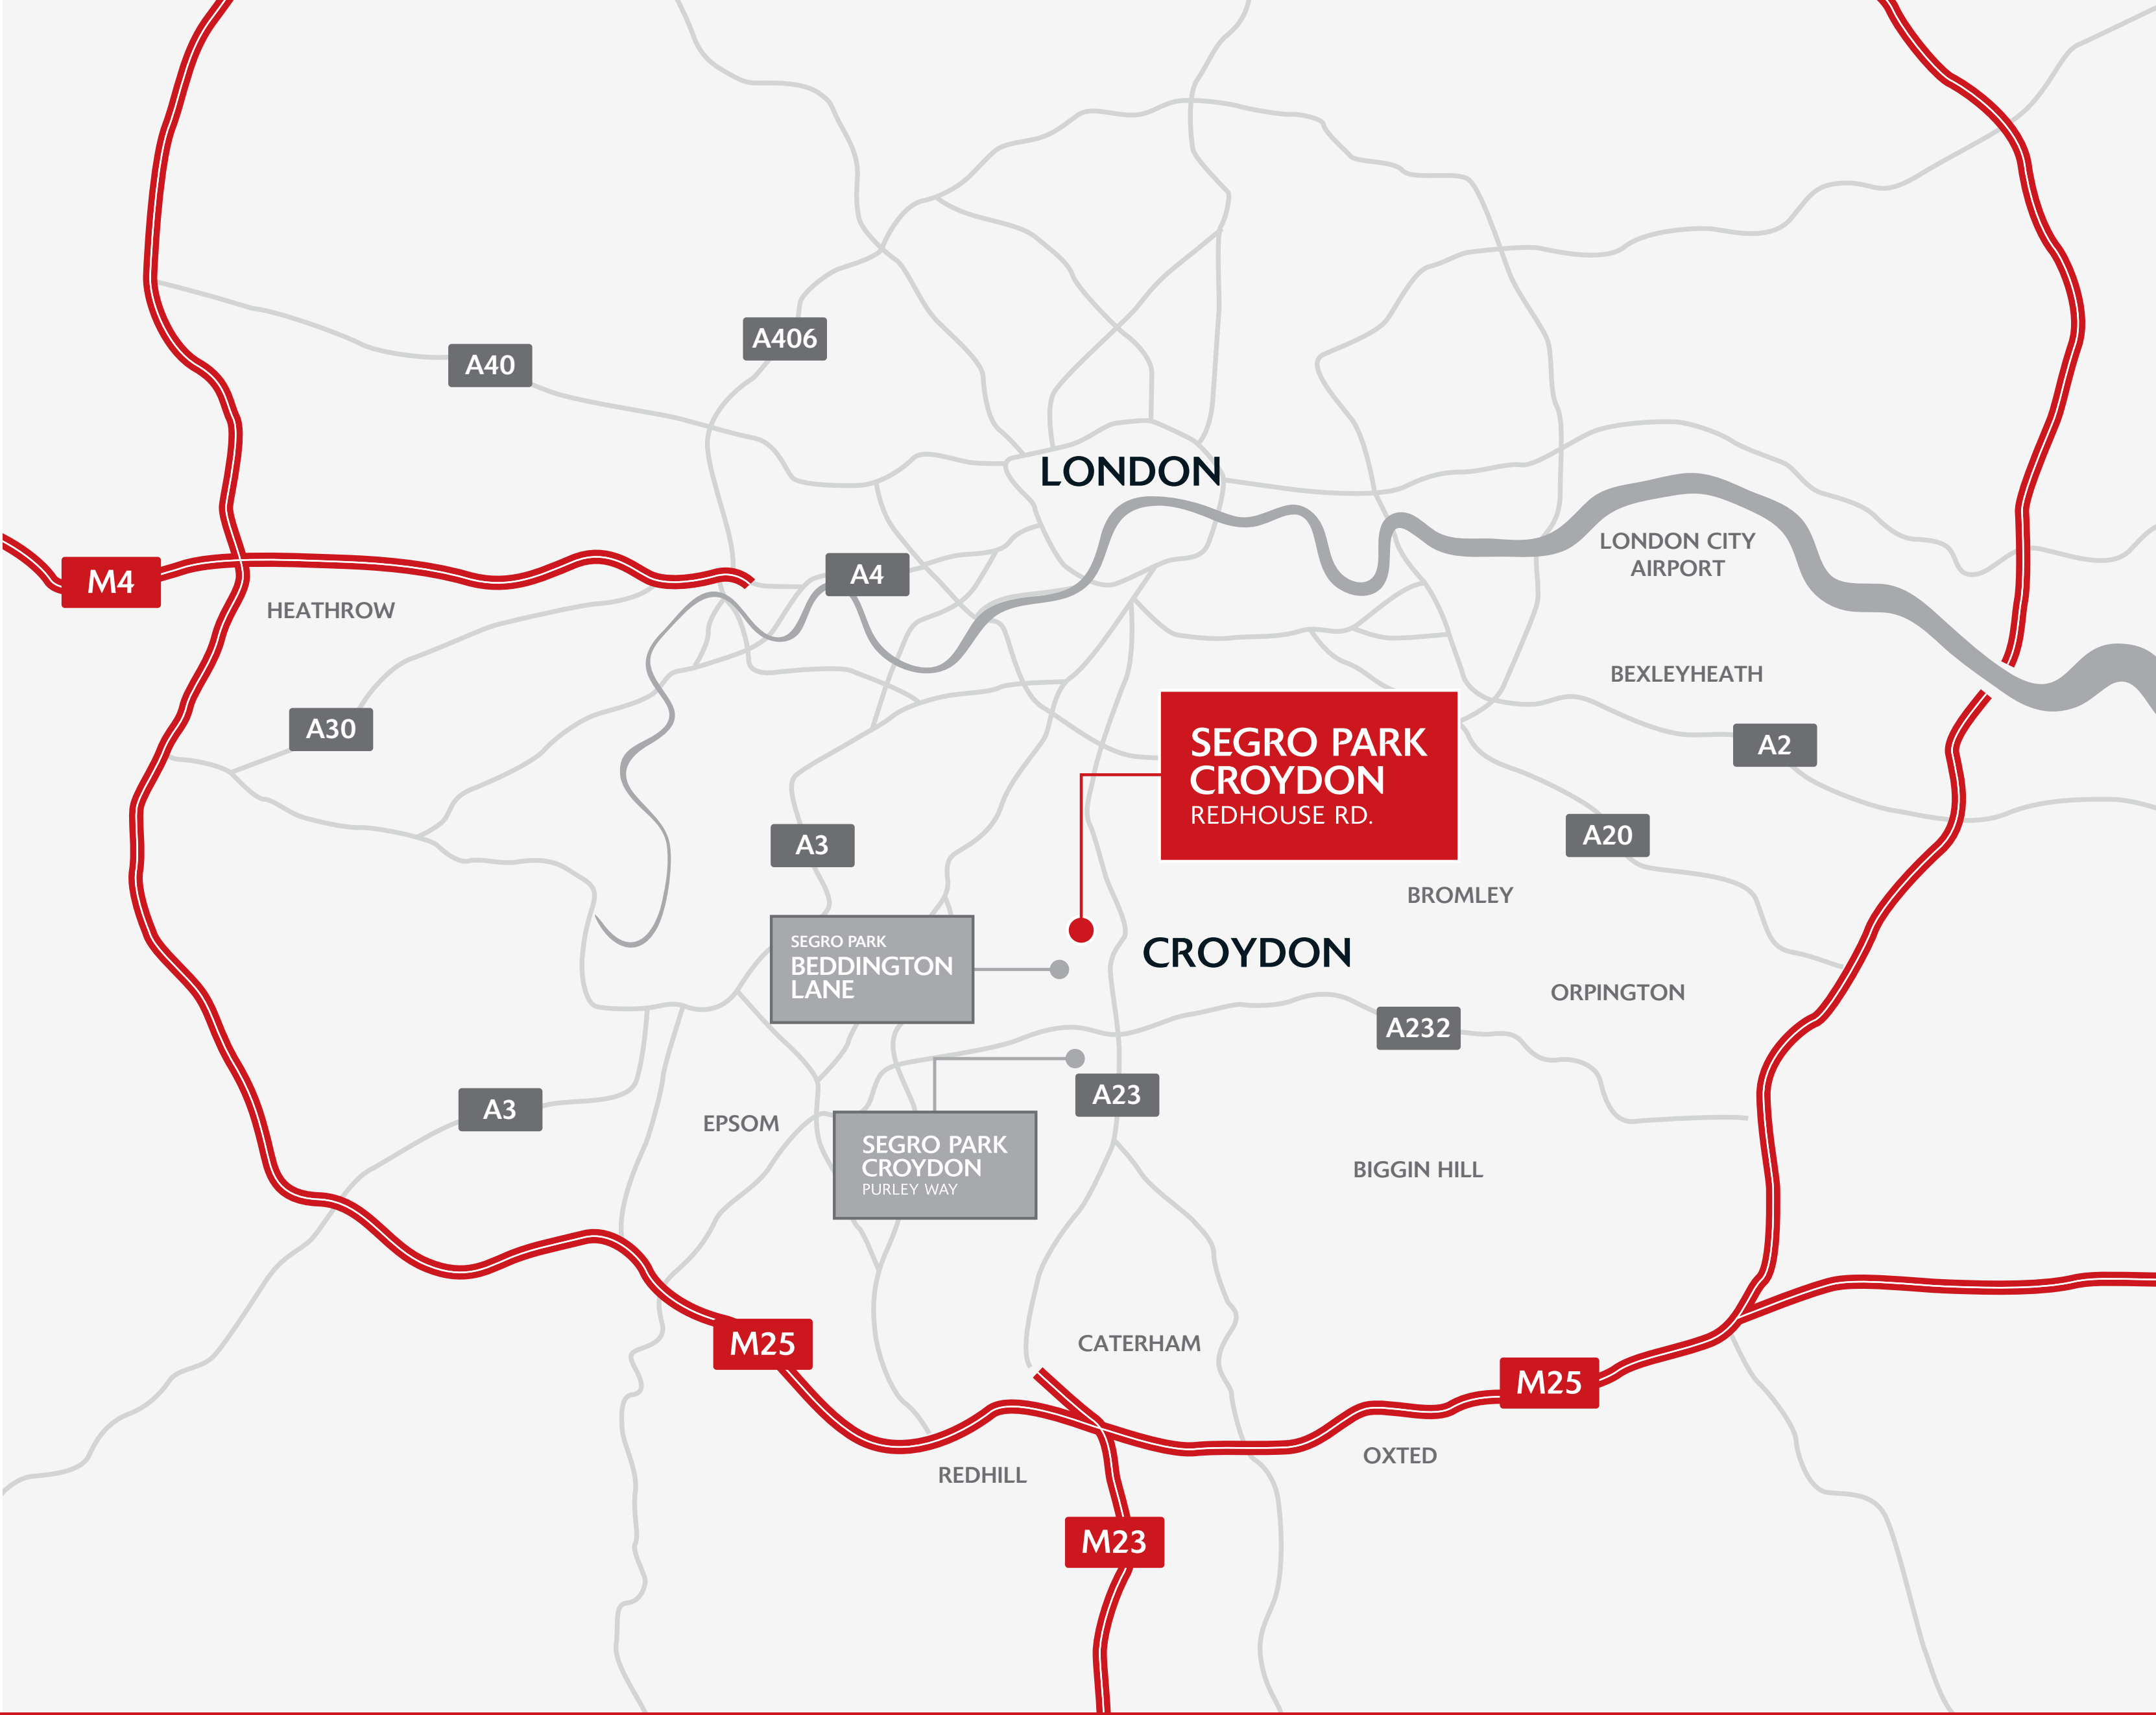 A406
A40
LONDON
LONDON CITY
AIRPORT
A4
M4
HEATHROW
BEXLEYHEATH
A30
A2
SEGRO PARK
CROYDON
REDHOUSE RD.
A20
A3
BROMLEY
SEGRO PARK
BEDDINGTON
LANE
CROYDON
ORPINGTON
A232
A23
A3
EPSOM
SEGRO PARK
CROYDON
PURLEY WAY
BIGGIN HILL
M25
CATERHAM
M25
OXTED
REDHILL
M23